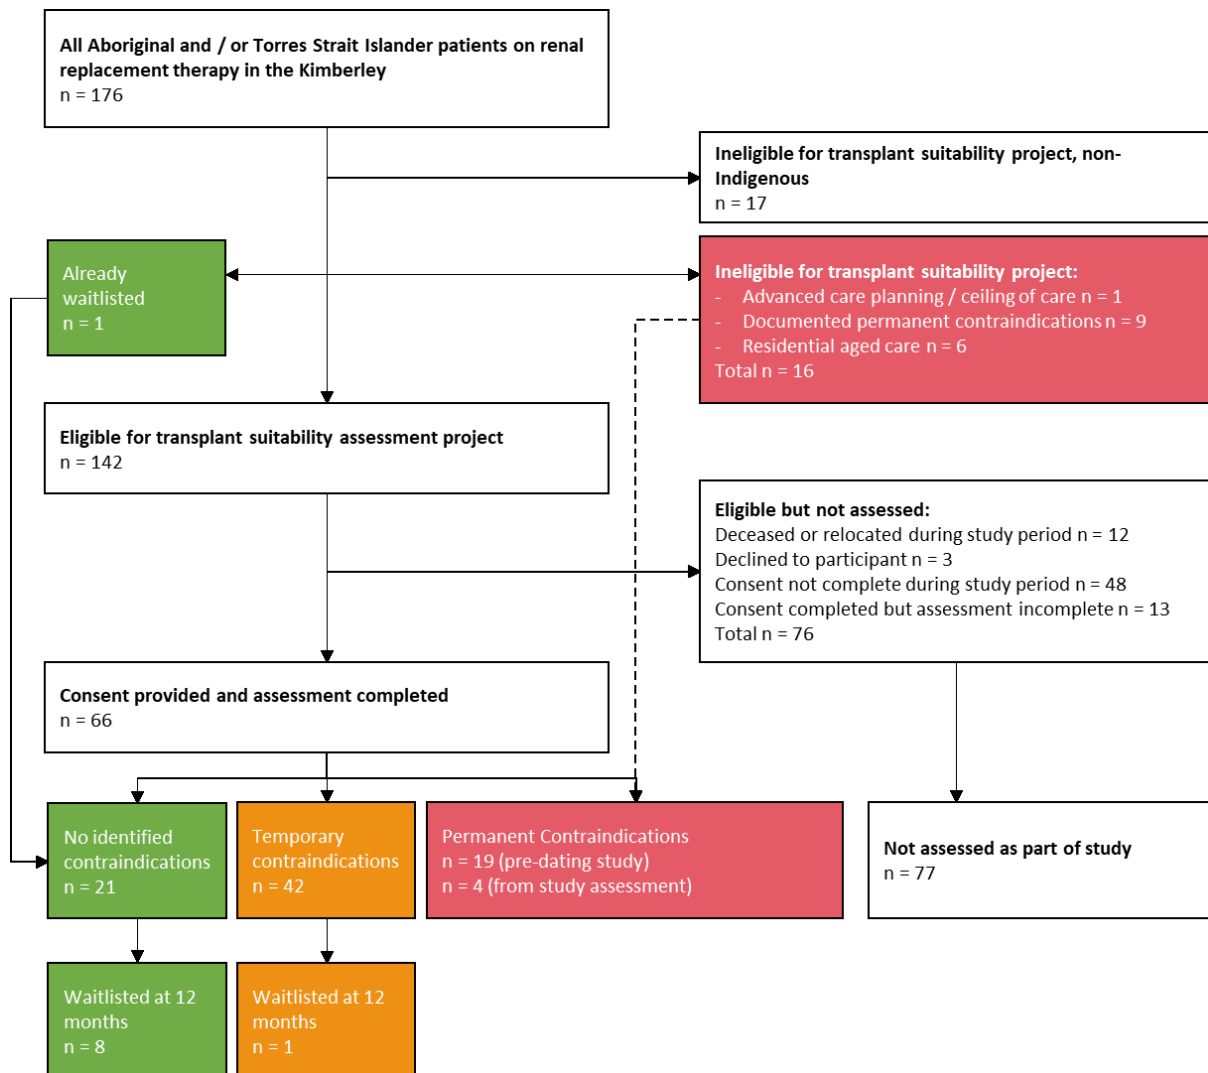 All Aboriginal and / or Torres Strait Islander patients on renal
replacement therapy in the Kimberley
n = 176
Ineligible for transplant suitability project, non-
Indigenous
n = 17
Already
waitlisted
n = 1
Ineligible for transplant suitability project:
- Advanced care planning / ceiling of care n = 1
- Documented permanent contraindications n = 9
- Residential aged care n = 6
Total n = 16
Eligible for transplant suitability assessment project
n = 142
Eligible but not assessed:
Deceased or relocated during study period n = 12
Declined to participant n = 3
Consent not complete during study period n = 48
Consent completed but assessment incomplete n = 13
Total n = 76
Consent provided and assessment completed
n = 66
No identified
contraindications
n = 21
Temporary
contraindications
n = 42
Permanent Contraindications
n = 19 (pre-dating study)
n = 4 (from study assessment)
Not assessed as part of study
n = 77
Waitlisted at 12
months
n = 8
Waitlisted at 12
months
n = 1